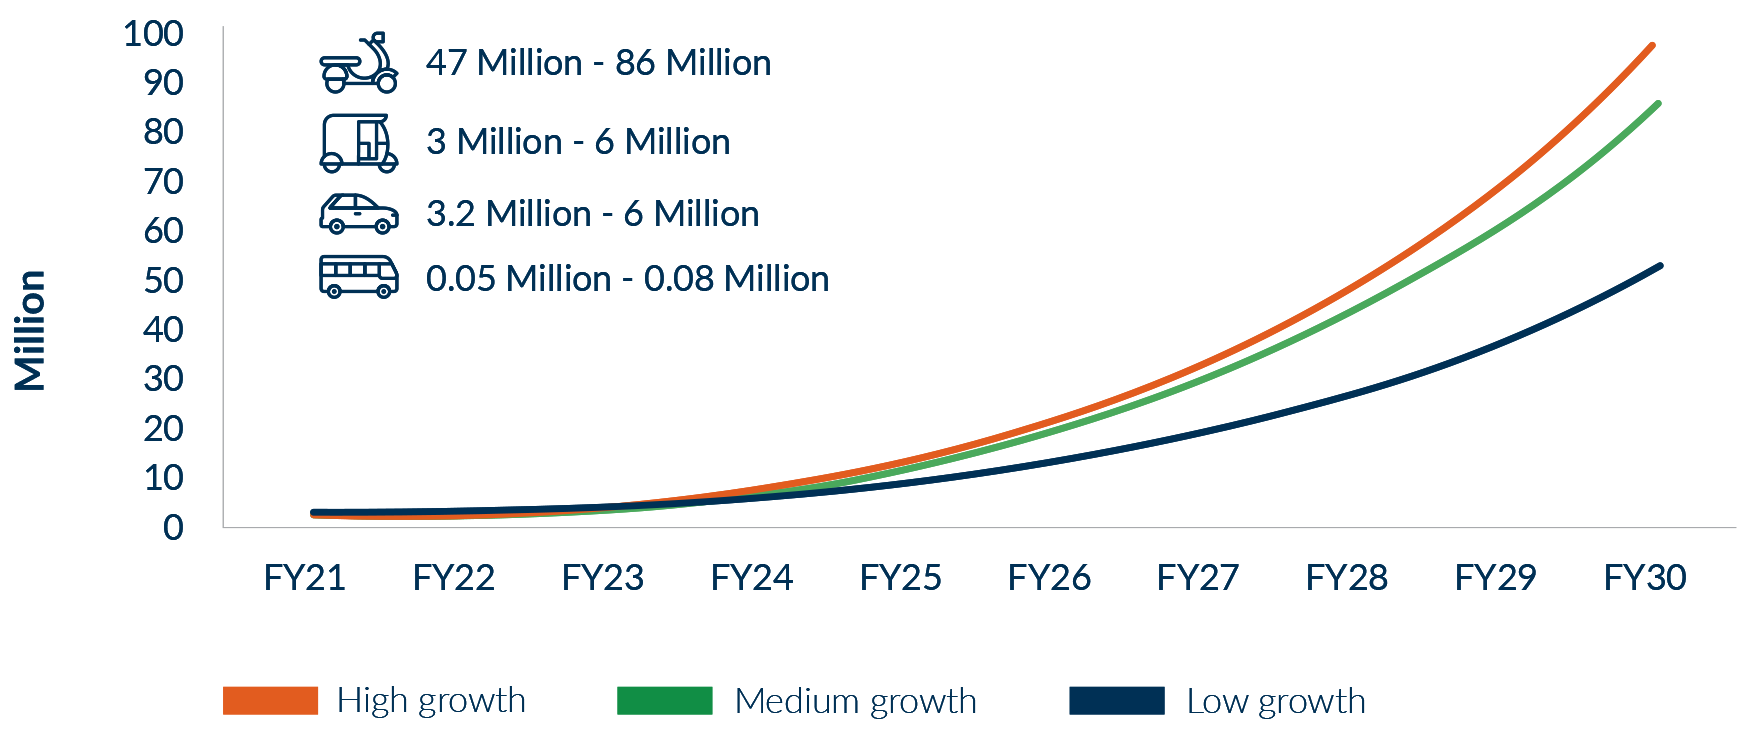 100
90
80
70
60
50
40
30
20
10
0
Million
47 Million - 86 Million
3 Million - 6 Million
3.2 Million - 6 Million
0.05 Million - 0.08 Million
FY21 FY22 FY23 FY24 FY25 FY26 FY27 FY28 FY29 FY30
High growth Medium growth Low growth